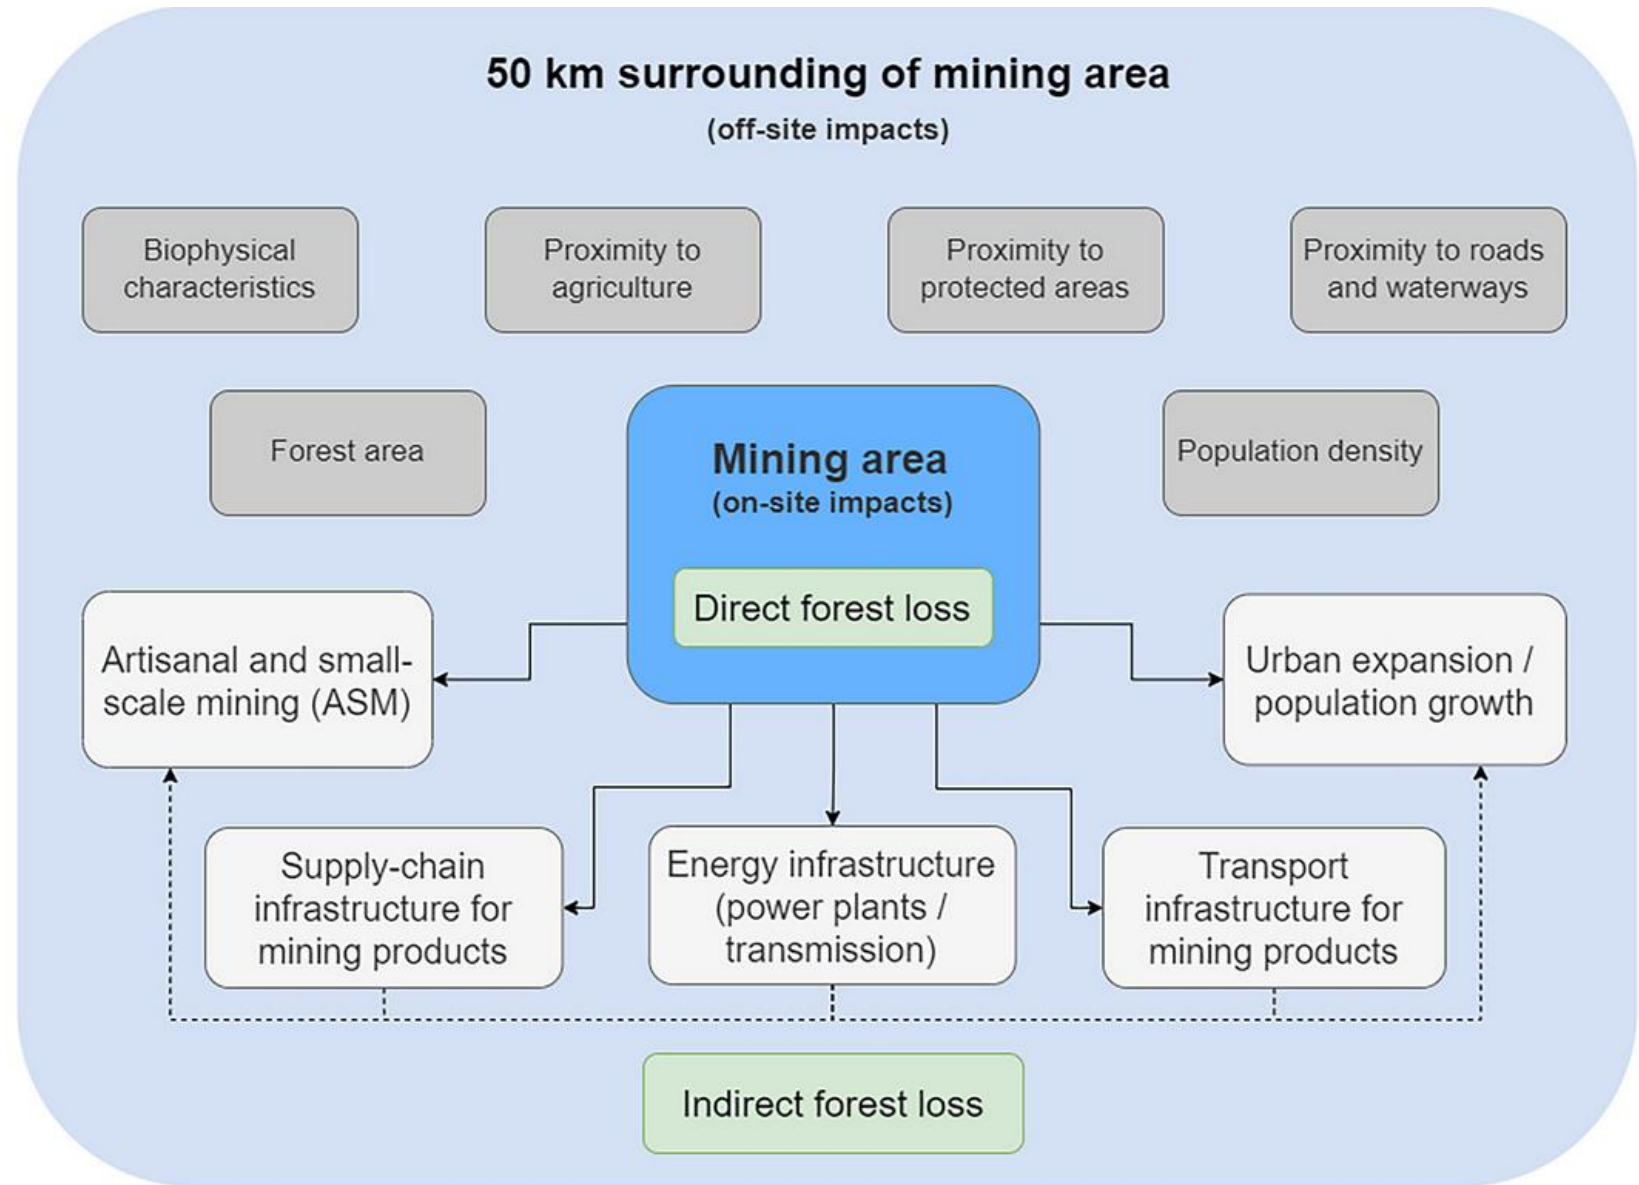 50 km surrounding of mining area
(off-site impacts)
Biophysical
characteristics
Proximity to
agriculture
Proximity to
protected areas
Proximity to roads
and waterways
Forest area
Mining area
(on-site impacts)
Population density
Direct forest loss
Artisanal and small-
scale mining (ASM)
Urban expansion /
population growth
Supply-chain
infrastructure for
mining products
Energy infrastructure
(power plants /
transmission)
Transport
infrastructure for
mining products
Indirect forest loss